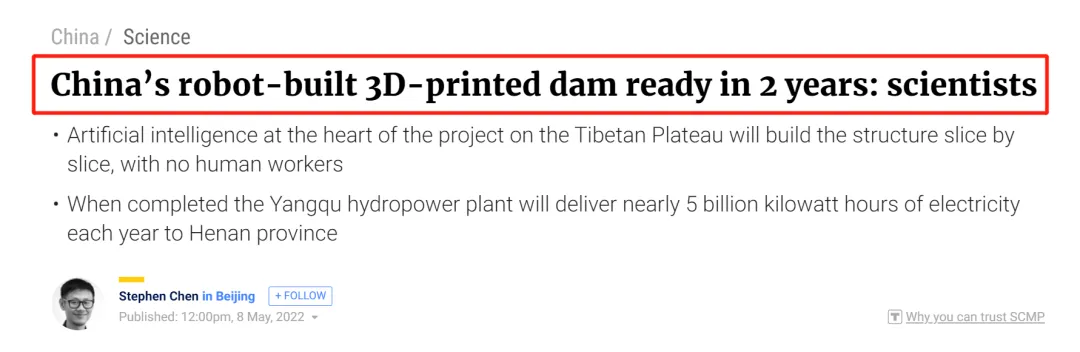 China / Science
China’s robot-built 3D-printed dam ready in 2 years: scientists
• Artificial intelligence at the heart of the project on the Tibetan Plateau will build the structure slice by
slice, with no human workers
• When completed the Yangqu hydropower plant will deliver nearly 5 billion kilowatt hours of electricity
each year to Henan province
Stephen Chen in Beijing + FOLLOW
Published: 12:00pm, 8 May, 2022
T Why you can trust SCMP